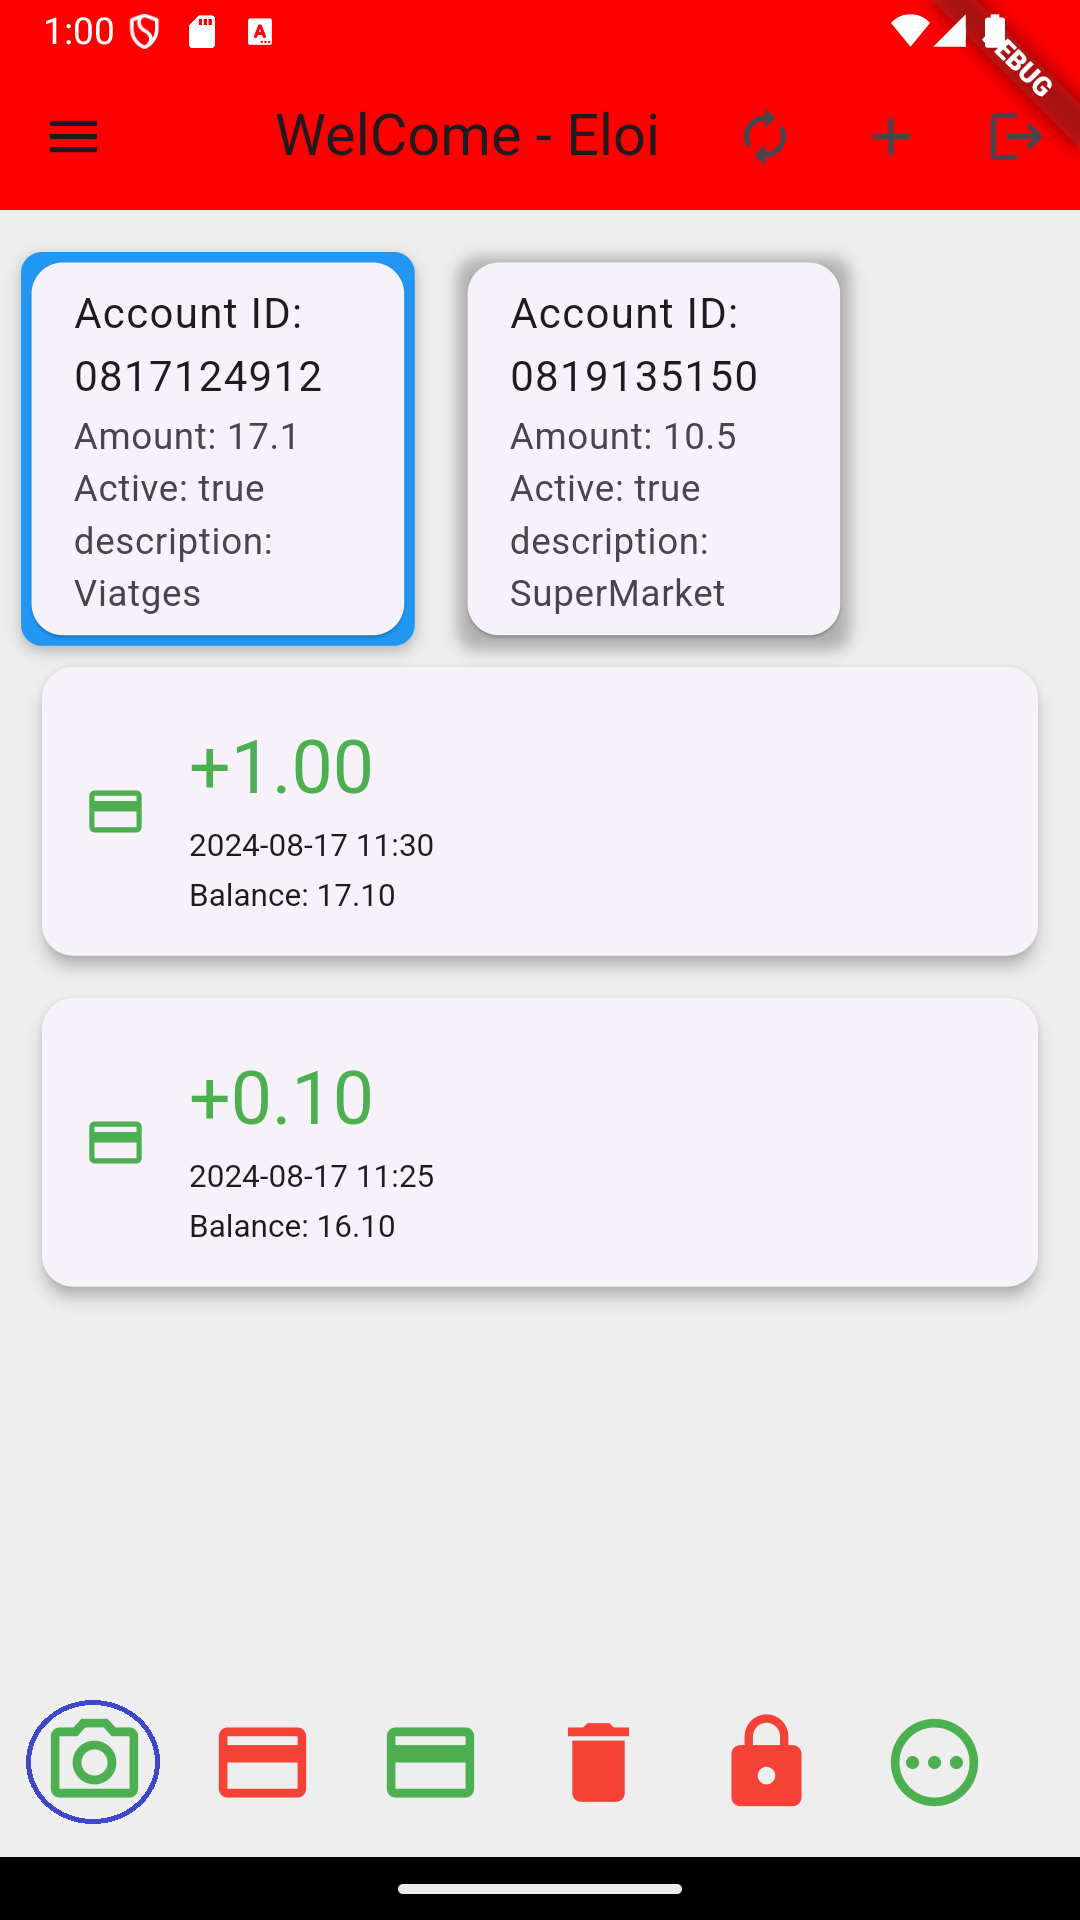 1:00
EBUG
WelCome - Eloi
Account ID:
0817124912
Amount: 17.1
Active: true
description:
Viatges
Account ID:
0819135150
Amount: 10.5
Active: true
description:
SuperMarket
+1.00
2024-08-17 11:30
Balance: 17.10
+0.10
2024-08-17 11:25
Balance: 16.10